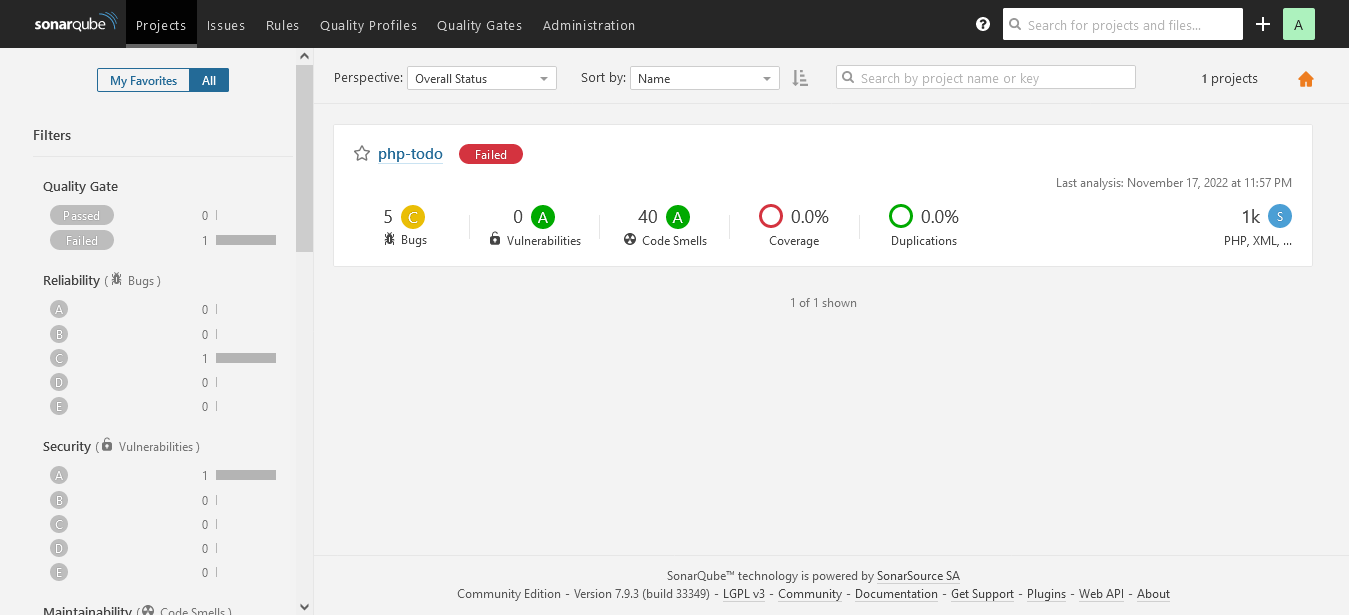 sonarqube Projects Issues Rules Quality Profiles Quality Gates Administration ? Search for projects and files... + A
My Favorites All
Perspective: Overall Status Sort by: Name Search by project name or key 1 projects
Filters
Quality Gate
Passed 0
Failed 1
Reliability ( Bugs )
A 0
B 0
C 1
D 0
E 0
Security ( Vulnerabilities )
A 1
B 0
C 0
D 0
E 0
Maintainability ( Code Smells )
php-todo Failed
Last analysis: November 17, 2022 at 11:57 PM
5 C 0 A 40 A 0.0% 0.0% 1k S
Bugs Vulnerabilities Code Smells Coverage Duplications PHP, XML, ...
1 of 1 shown
SonarQube™ technology is powered by SonarSource SA
Community Edition - Version 7.9.3 (build 33349) - LGPL v3 - Community - Documentation - Get Support - Plugins - Web API - About